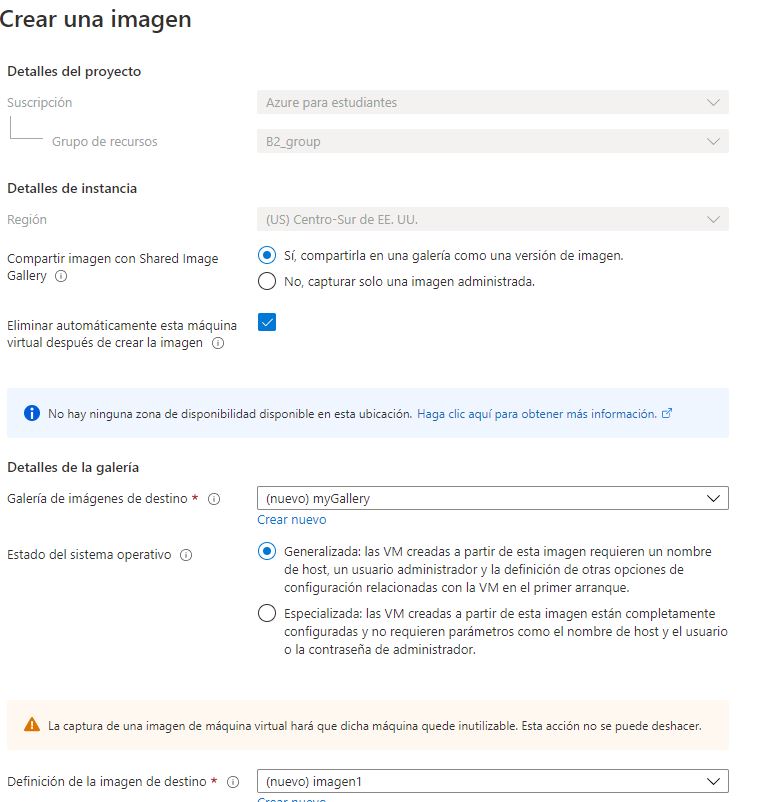 Crear una imagen
Detalles del proyecto
Suscripción
Azure para estudiantes
Grupo de recursos
B2_group
Detalles de instancia
Región
(US) Centro-Sur de EE. UU.
Compartir imagen con Shared Image
Gallery
Sí, compartirla en una galería como una versión de imagen.
No, capturar solo una imagen administrada.
Eliminar automáticamente esta máquina
virtual después de crear la imagen
No hay ninguna zona de disponibilidad disponible en esta ubicación. Haga clic aquí para obtener más información.
Detalles de la galería
Galería de imágenes de destino *
(nuevo) myGallery
Crear nuevo
Estado del sistema operativo
Generalizada: las VM creadas a partir de esta imagen requieren un nombre
de host, un usuario administrador y la definición de otras opciones de
configuración relacionadas con la VM en el primer arranque.
Especializada: las VM creadas a partir de esta imagen están completamente
configuradas y no requieren parámetros como el nombre de host y el usuario
o la contraseña de administrador.
La captura de una imagen de máquina virtual hará que dicha máquina quede inutilizable. Esta acción no se puede deshacer.
Definición de la imagen de destino *
(nuevo) imagen1
Crear nuevo